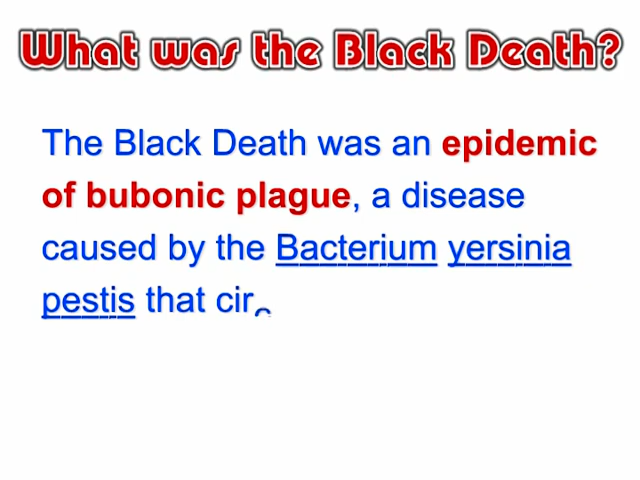 What was the Black Death?
The Black Death was an epidemic
of bubonic plague, a disease
caused by the Bacterium yersinia
pestis that cir